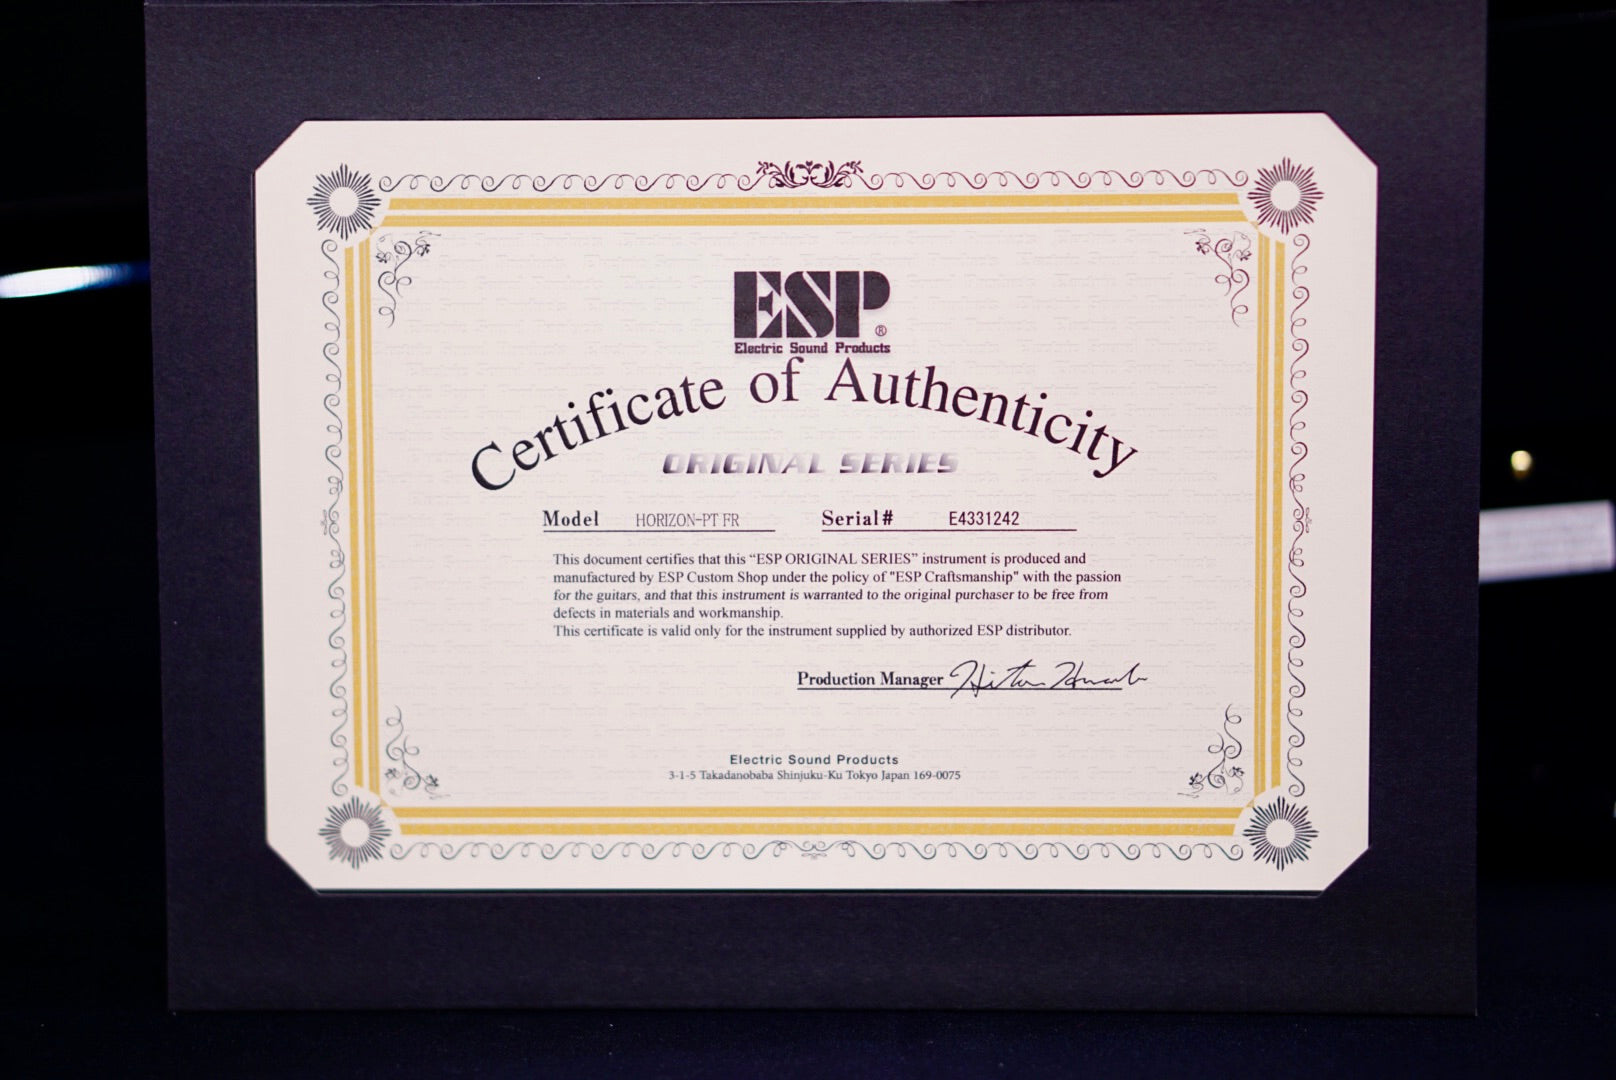 ESP®
Electric Sound Products
Certificate of Authenticity
ORIGINAL SERIES
Model HORIZON-PT FR Serial# E4331242
This document certifies that this “ESP ORIGINAL SERIES” instrument is produced and
manufactured by ESP Custom Shop under the policy of "ESP Craftsmanship" with the passion
for the guitars, and that this instrument is warranted to the original purchaser to be free from
defects in materials and workmanship.
This certificate is valid only for the instrument supplied by authorized ESP distributor.
Production Manager
Electric Sound Products
3-1-5 Takadanobaba Shinjuku-Ku Tokyo Japan 169-0075